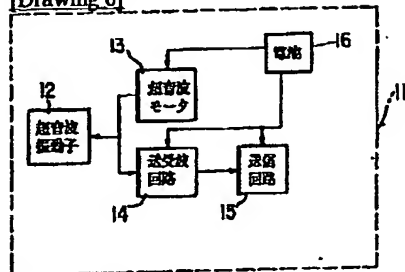 [Drawing 6]
13
超音波
モータ
電池
16
11
12
超音波
振動子
送受波
回路
14
送信
回路
15